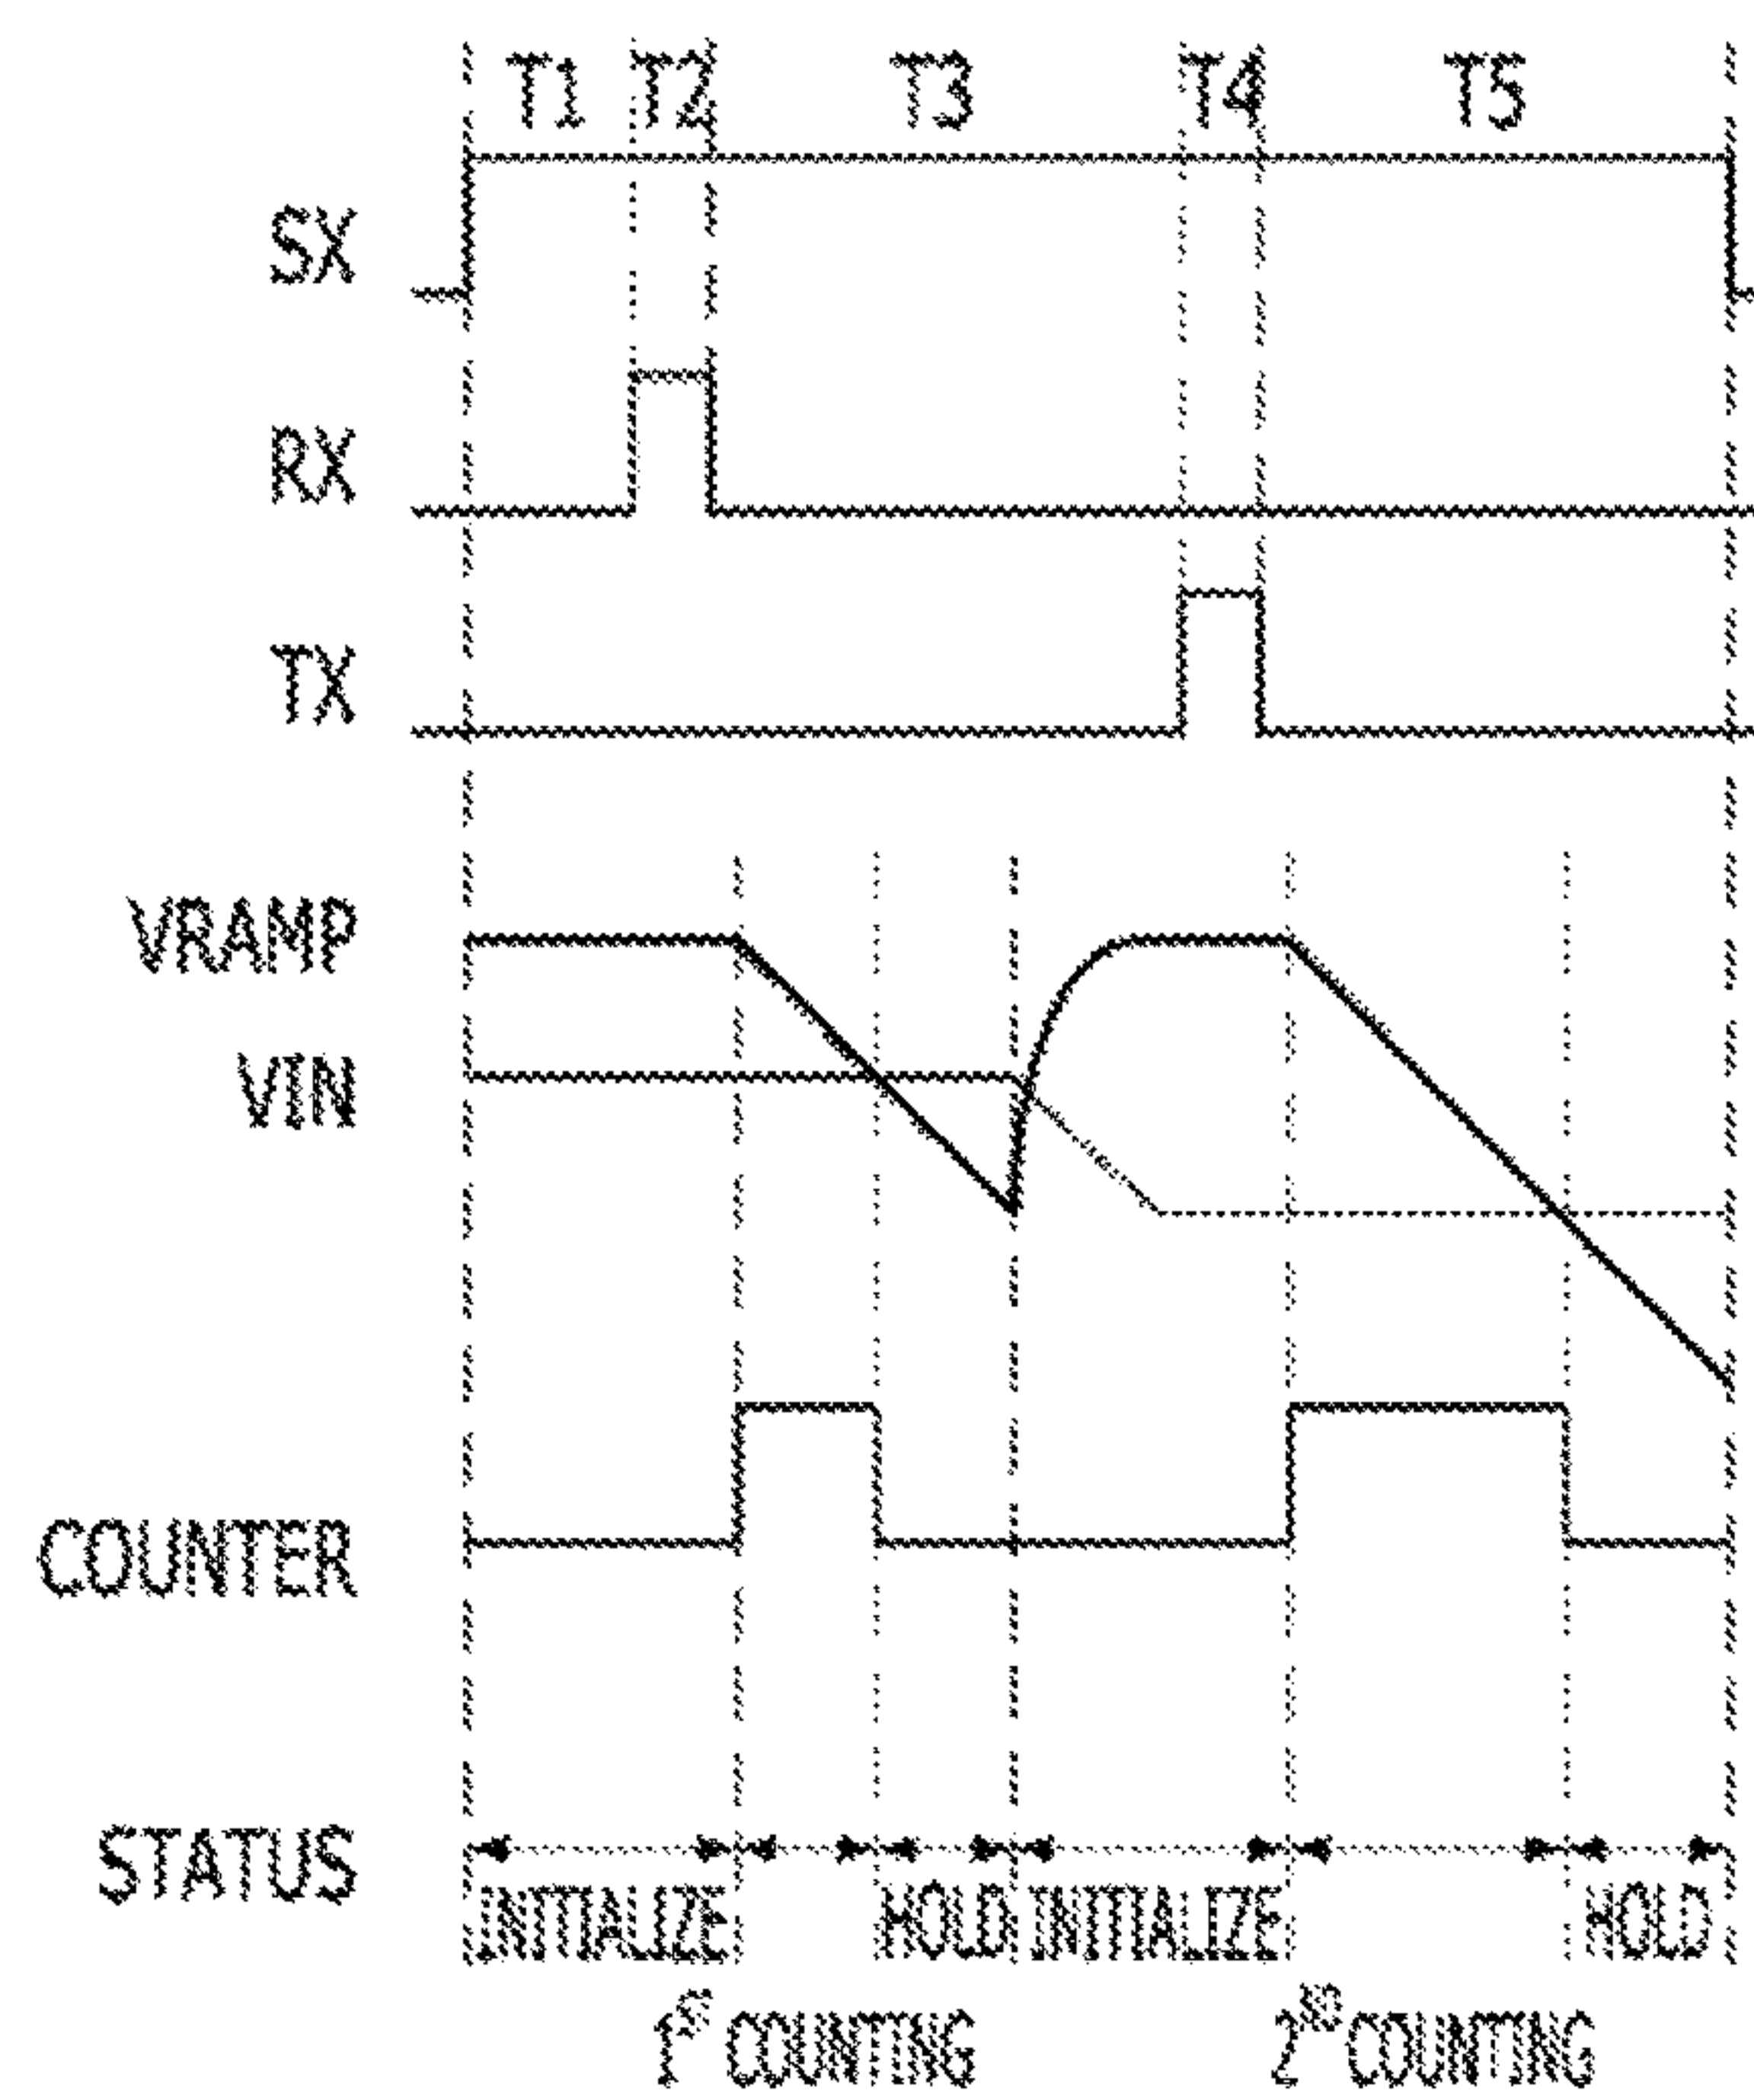 T1 T2 T3 T4 T5
SX
RX
TX
VRAMP
VIN
COUNTER
STATUS
INITIALIZE HOLD INITIALIZE HOLD
1ST COUNTING 2ND COUNTING